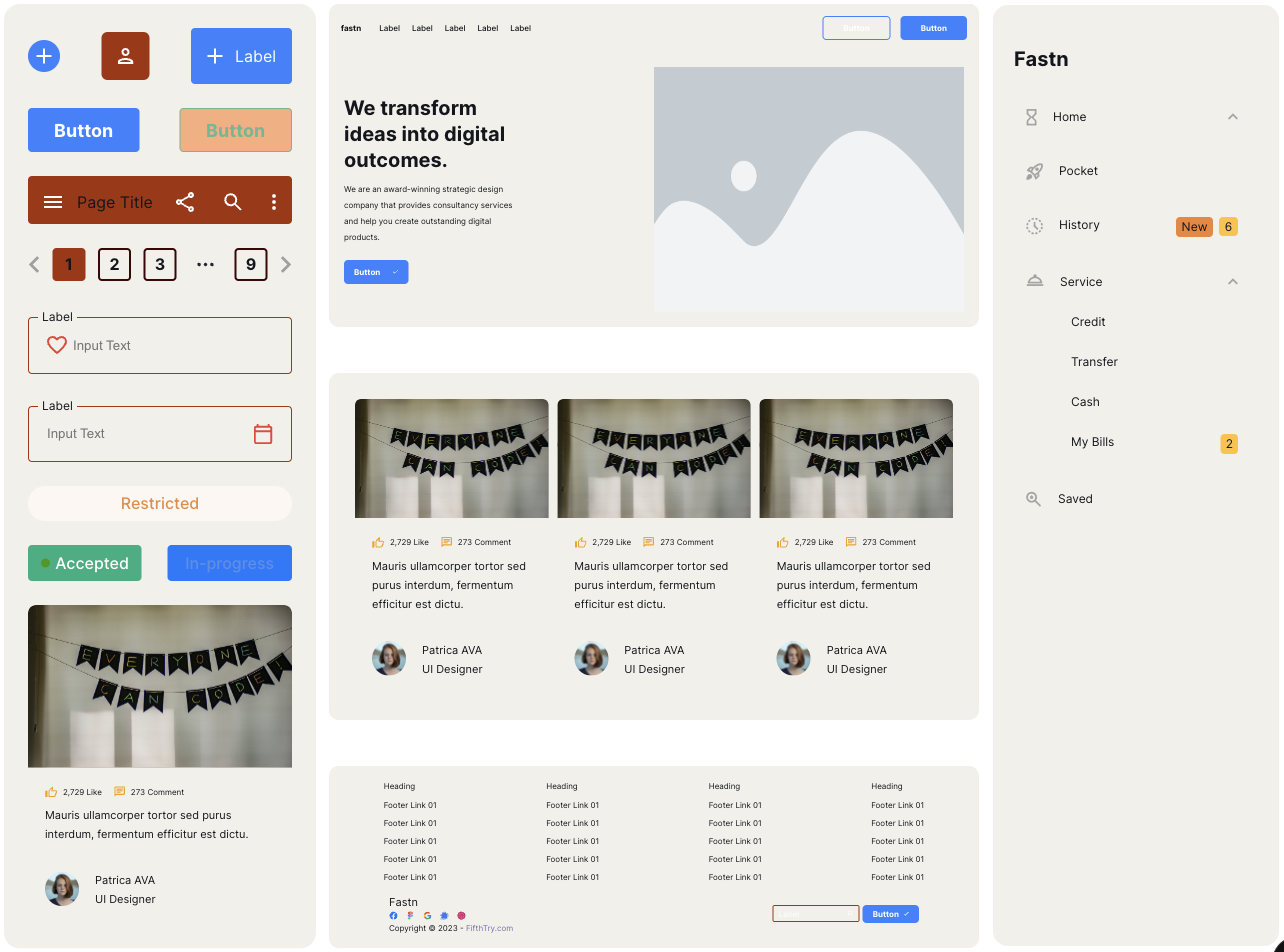 Label
Button
Button
Page Title
1
2
3
...
9
Label
Input Text
Label
Input Text
Restricted
Accepted
In-progress
EVERYONE
CAN CODE!
2,729 Like
273 Comment
Mauris ullamcorper tortor sed purus
interdum, fermentum efficitur est dictu.
Patrica AVA
UI Designer
fastn
Label
Label
Label
Label
Label
Button
Button
We transform
ideas into digital
outcomes.
We are an award-winning strategic design
company that provides consultancy services
and help you create outstanding digital
products.
Button
EVERYONE
CAN CODE!
2,729 Like
273 Comment
Mauris ullamcorper tortor sed
purus interdum, fermentum
efficitur est dictu.
Patrica AVA
UI Designer
EVERYONE
CAN CODE!
2,729 Like
273 Comment
Mauris ullamcorper tortor sed
purus interdum, fermentum
efficitur est dictu.
Patrica AVA
UI Designer
EVERYONE
CAN CODE!
2,729 Like
273 Comment
Mauris ullamcorper tortor sed
purus interdum, fermentum
efficitur est dictu.
Patrica AVA
UI Designer
Heading
Footer Link 01
Footer Link 01
Footer Link 01
Footer Link 01
Footer Link 01
Heading
Footer Link 01
Footer Link 01
Footer Link 01
Footer Link 01
Footer Link 01
Heading
Footer Link 01
Footer Link 01
Footer Link 01
Footer Link 01
Footer Link 01
Heading
Footer Link 01
Footer Link 01
Footer Link 01
Footer Link 01
Footer Link 01
Fastn
Copyright © 2023 - FifthTry.com
Button
Fastn
Home
Pocket
History
New
6
Service
Credit
Transfer
Cash
My Bills
2
Saved